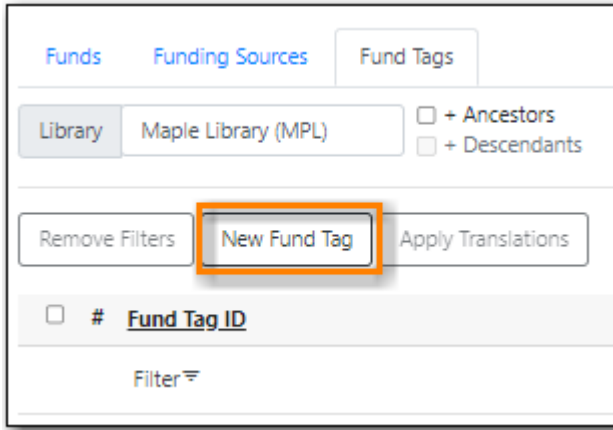 Funds Funding Sources Fund Tags
Library Maple Library (MPL) + Ancestors
+ Descendants
Remove Filters New Fund Tag Apply Translations
# Fund Tag ID
Filter